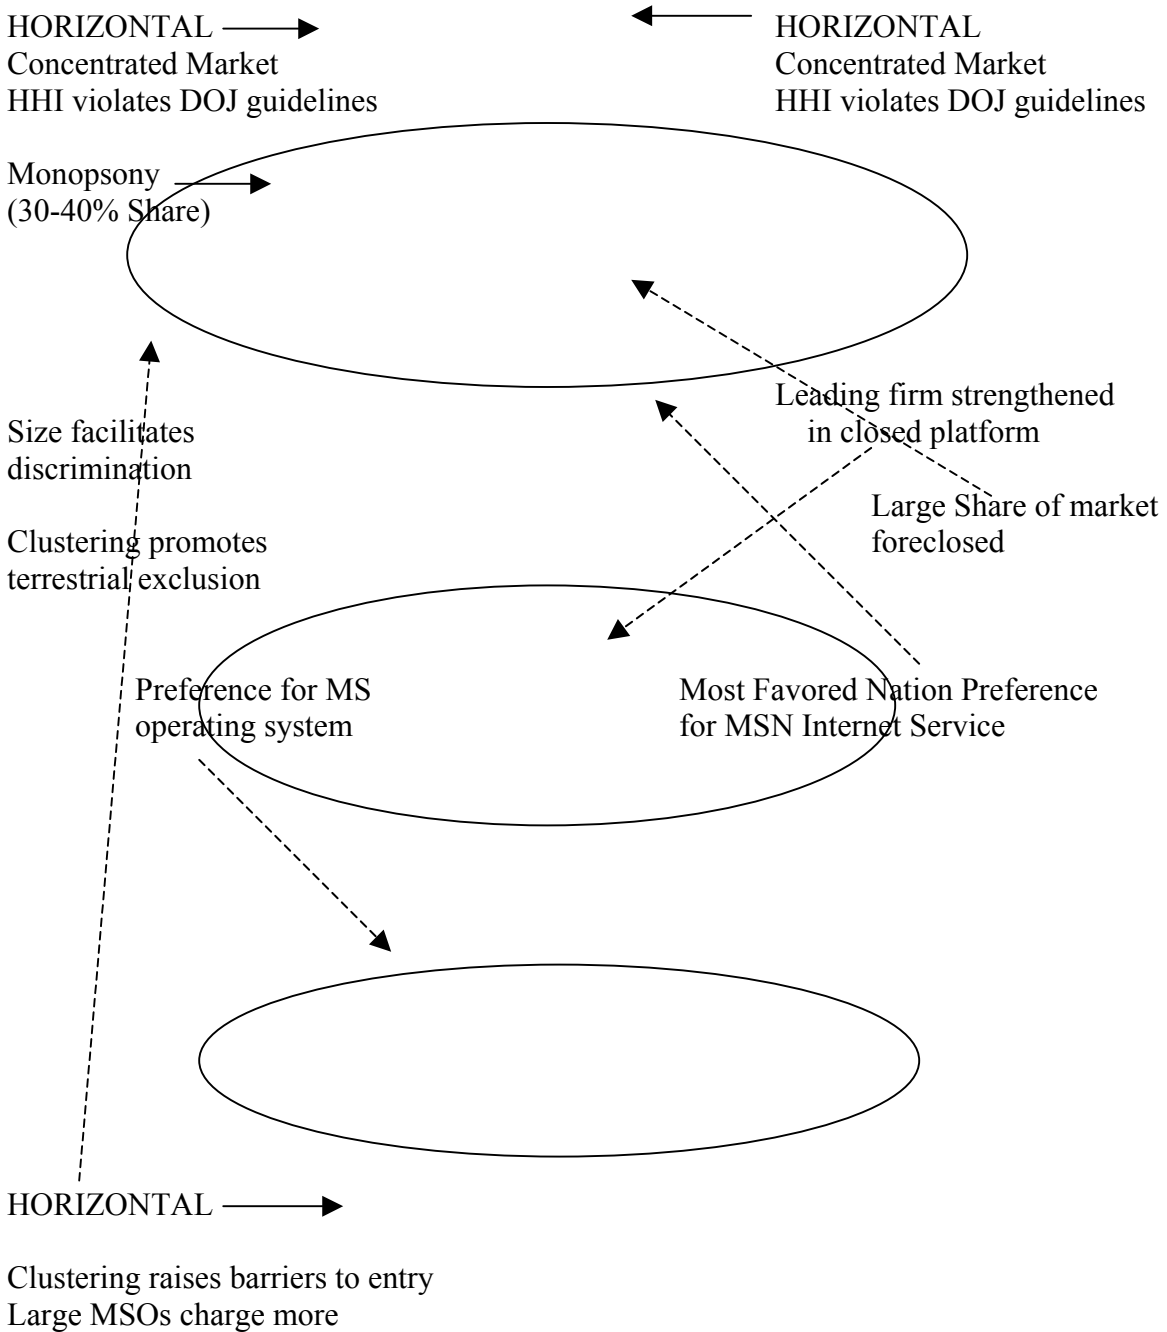 HORIZONTAL
Concentrated Market
HHI violates DOJ guidelines
HORIZONTAL
Concentrated Market
HHI violates DOJ guidelines
Monopsony
(30-40% Share)
Leading firm strengthened
in closed platform
Size facilitates
discrimination
Large Share of market
foreclosed
Clustering promotes
terrestrial exclusion
Preference for MS
operating system
Most Favored Nation Preference
for MSN Internet Service
HORIZONTAL
Clustering raises barriers to entry
Large MSOs charge more